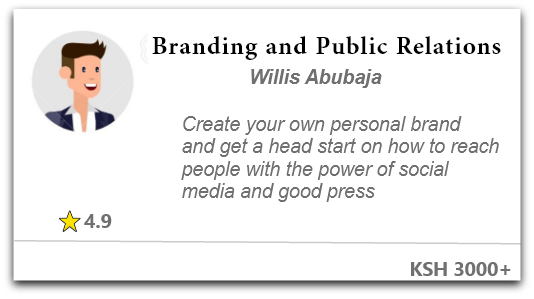 Branding and Public Relations
Willis Abubaja
Create your own personal brand
and get a head start on how to reach
people with the power of social
media and good press
4.9
KSH 3000+